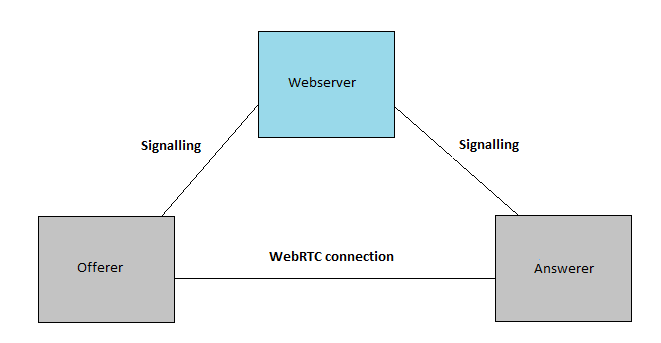 Webserver
Signalling
Signalling
WebRTC connection
Offerer
Answerer